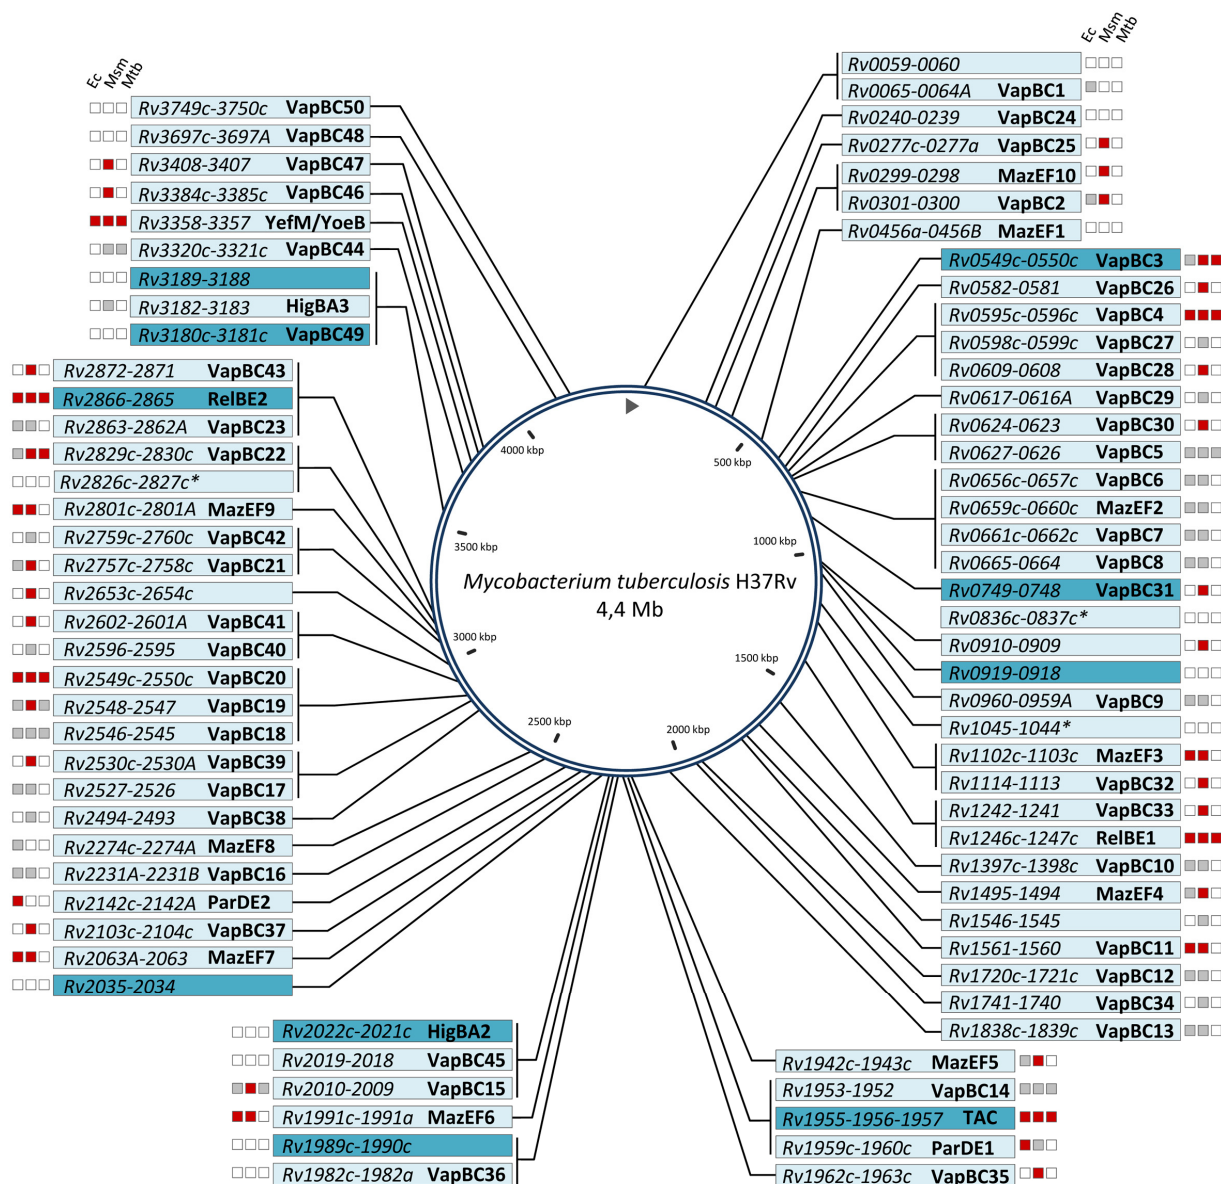 Ec Msm Mtb
Rv3749c-3750c VapBC50
Rv3697c-3697A VapBC48
Rv3408-3407 VapBC47
Rv3384c-3385c VapBC46
Rv3358-3357 YefM/YoeB
Rv3320c-3321c VapBC44
Rv3189-3188
Rv3182-3183 HigBA3
Rv3180c-3181c VapBC49
Rv2872-2871 VapBC43
Rv2866-2865 RelBE2
Rv2863-2862A VapBC23
Rv2829c-2830c VapBC22
Rv2826c-2827c*
Rv2801c-2801A MazEF9
Rv2759c-2760c VapBC42
Rv2757c-2758c VapBC21
Rv2653c-2654c
Rv2602-2601A VapBC41
Rv2596-2595 VapBC40
Rv2549c-2550c VapBC20
Rv2548-2547 VapBC19
Rv2546-2545 VapBC18
Rv2530c-2530A VapBC39
Rv2527-2526 VapBC17
Rv2494-2493 VapBC38
Rv2274c-2274A MazEF8
Rv2231A-2231B VapBC16
Rv2142c-2142A ParDE2
Rv2103c-2104c VapBC37
Rv2063A-2063 MazEF7
Rv2035-2034
Rv2022c-2021c HigBA2
Rv2019-2018 VapBC45
Rv2010-2009 VapBC15
Rv1991c-1991a MazEF6
Rv1989c-1990c
Rv1982c-1982a VapBC36
4000 kbp
500 kbp
3500 kbp
1000 kbp
Mycobacterium tuberculosis H37Rv
4,4 Mb
3000 kbp
1500 kbp
2500 kbp
2000 kbp
Ec Msm Mtb
Rv0059-0060
Rv0065-0064A VapBC1
Rv0240-0239 VapBC24
Rv0277c-0277a VapBC25
Rv0299-0298 MazEF10
Rv0301-0300 VapBC2
Rv0456a-0456B MazEF1
Rv0549c-0550c VapBC3
Rv0582-0581 VapBC26
Rv0595c-0596c VapBC4
Rv0598c-0599c VapBC27
Rv0609-0608 VapBC28
Rv0617-0616A VapBC29
Rv0624-0623 VapBC30
Rv0627-0626 VapBC5
Rv0656c-0657c VapBC6
Rv0659c-0660c MazEF2
Rv0661c-0662c VapBC7
Rv0665-0664 VapBC8
Rv0749-0748 VapBC31
Rv0836c-0837c*
Rv0910-0909
Rv0919-0918
Rv0960-0959A VapBC9
Rv1045-1044*
Rv1102c-1103c MazEF3
Rv1114-1113 VapBC32
Rv1242-1241 VapBC33
Rv1246c-1247c RelBE1
Rv1397c-1398c VapBC10
Rv1495-1494 MazEF4
Rv1546-1545
Rv1561-1560 VapBC11
Rv1720c-1721c VapBC12
Rv1741-1740 VapBC34
Rv1838c-1839c VapBC13
Rv1942c-1943c MazEF5
Rv1953-1952 VapBC14
Rv1955-1956-1957 TAC
Rv1959c-1960c ParDE1
Rv1962c-1963c VapBC35